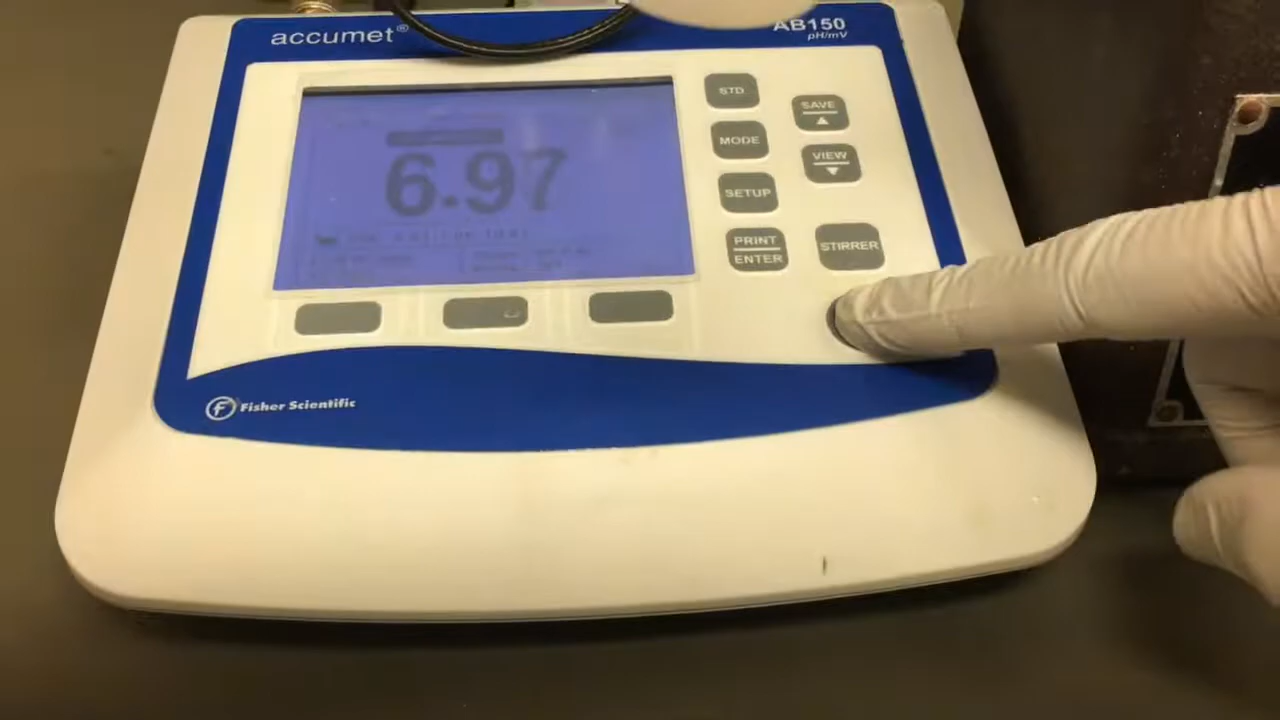 accumet®
AB150
pH/mV
6.97
STD
SAVE
MODE
VIEW
SETUP
PRINT
ENTER
STIRRER
f Fisher Scientific